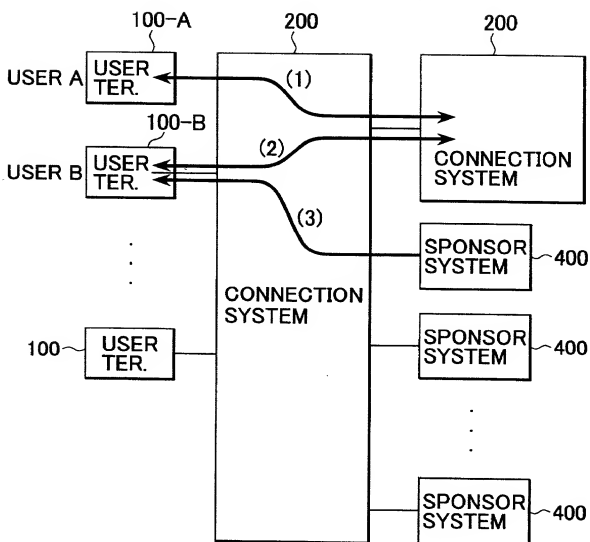 100-A
200
200
USER A
USER
TER.
(1)
100-B
USER B
USER
TER.
(2)
CONNECTION
SYSTEM
(3)
SPONSOR
SYSTEM
400
CONNECTION
SYSTEM
100
USER
TER.
SPONSOR
SYSTEM
400
SPONSOR
SYSTEM
400